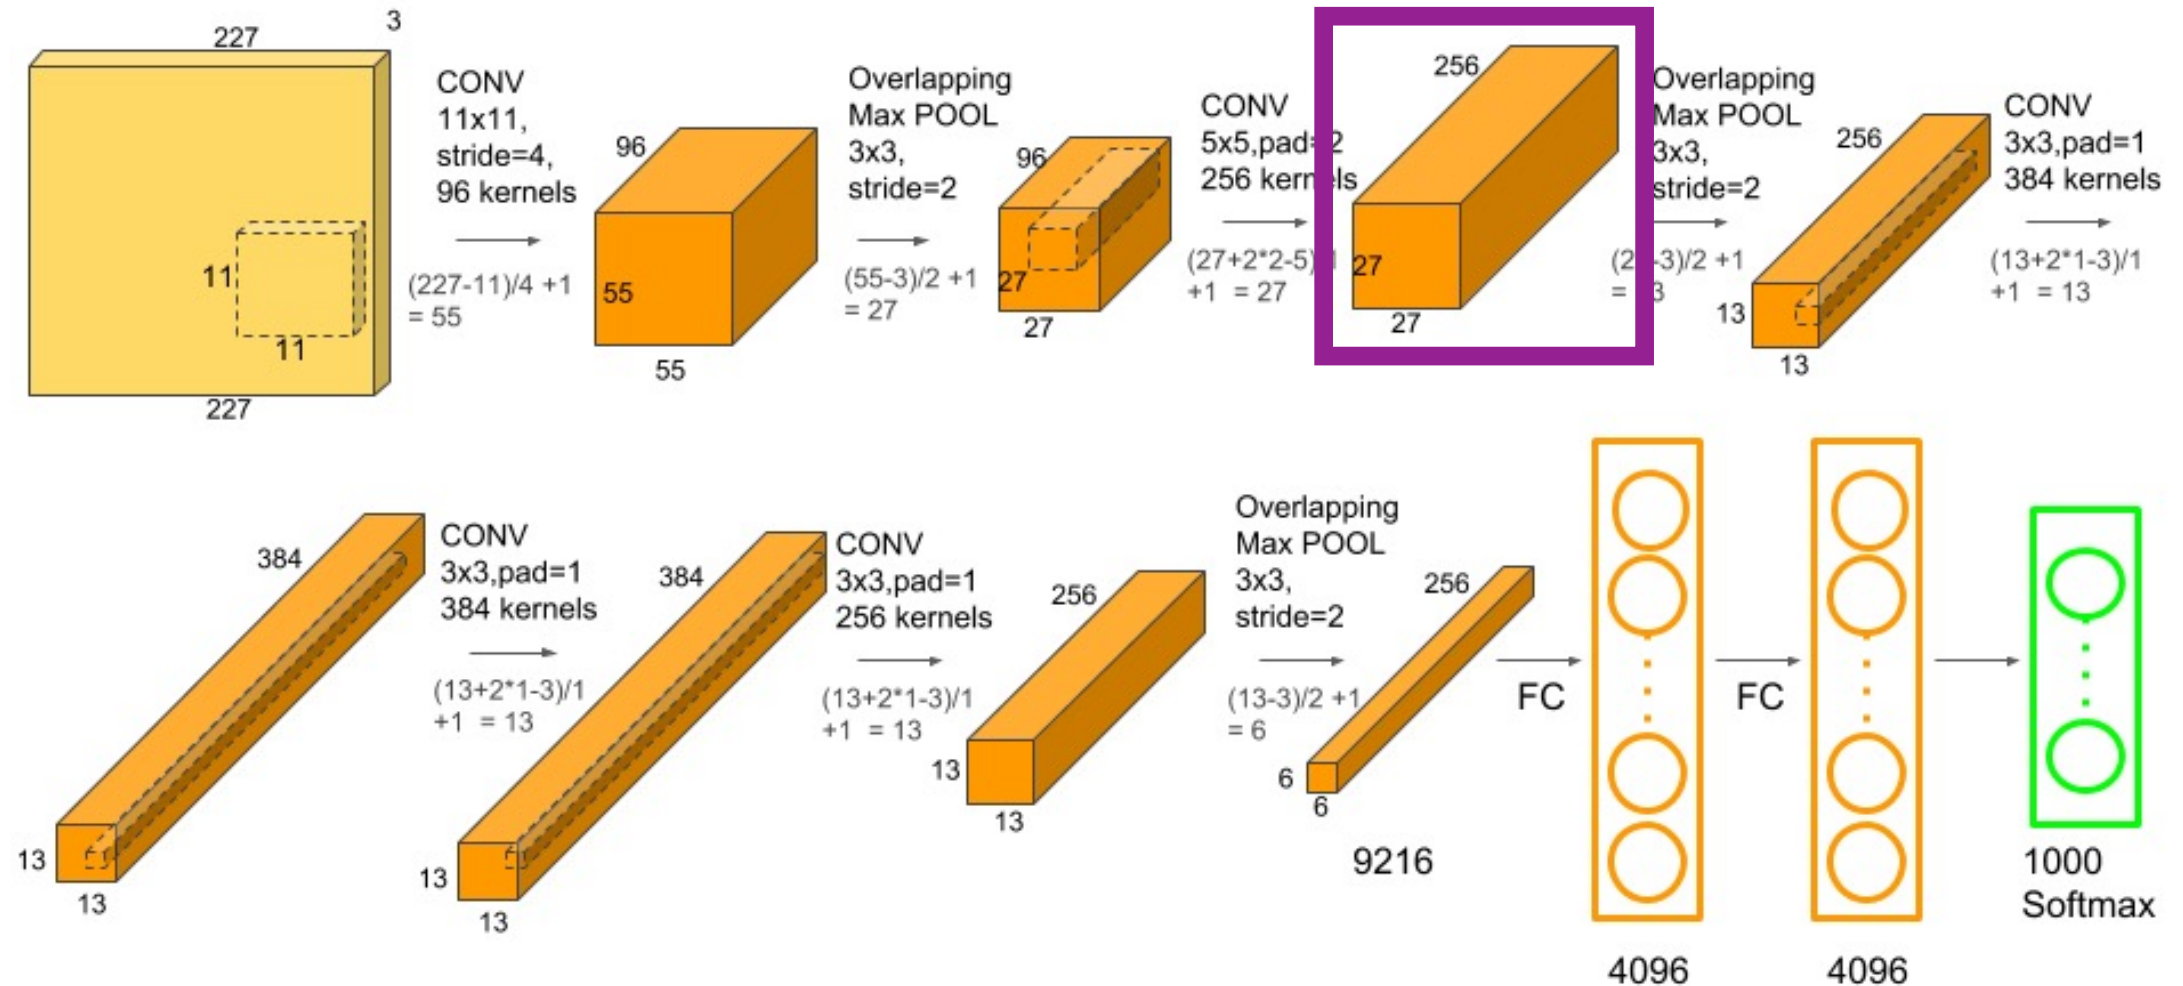 227
3
11
11
227
CONV
11x11,
stride=4,
96 kernels
(227-11)/4 +1
= 55
96
55
55
Overlapping
Max POOL
3x3,
stride=2
(55-3)/2 +1
= 27
96
27
27
CONV
5x5,pad=2
256 kernels
(27+2*2-5)/1
+1 = 27
256
27
27
Overlapping
Max POOL
3x3,
stride=2
-3)/2 +1
256
13
13
CONV
3x3,pad=1
384 kernels
(13+2*1-3)/1
+1 = 13
384
13
13
CONV
3x3,pad=1
384 kernels
(13+2*1-3)/1
+1 = 13
384
13
13
CONV
3x3,pad=1
256 kernels
(13+2*1-3)/1
+1 = 13
256
13
13
Overlapping
Max POOL
3x3,
stride=2
(13-3)/2 +1
= 6
256
6
6
9216
FC
4096
FC
4096
1000
Softmax